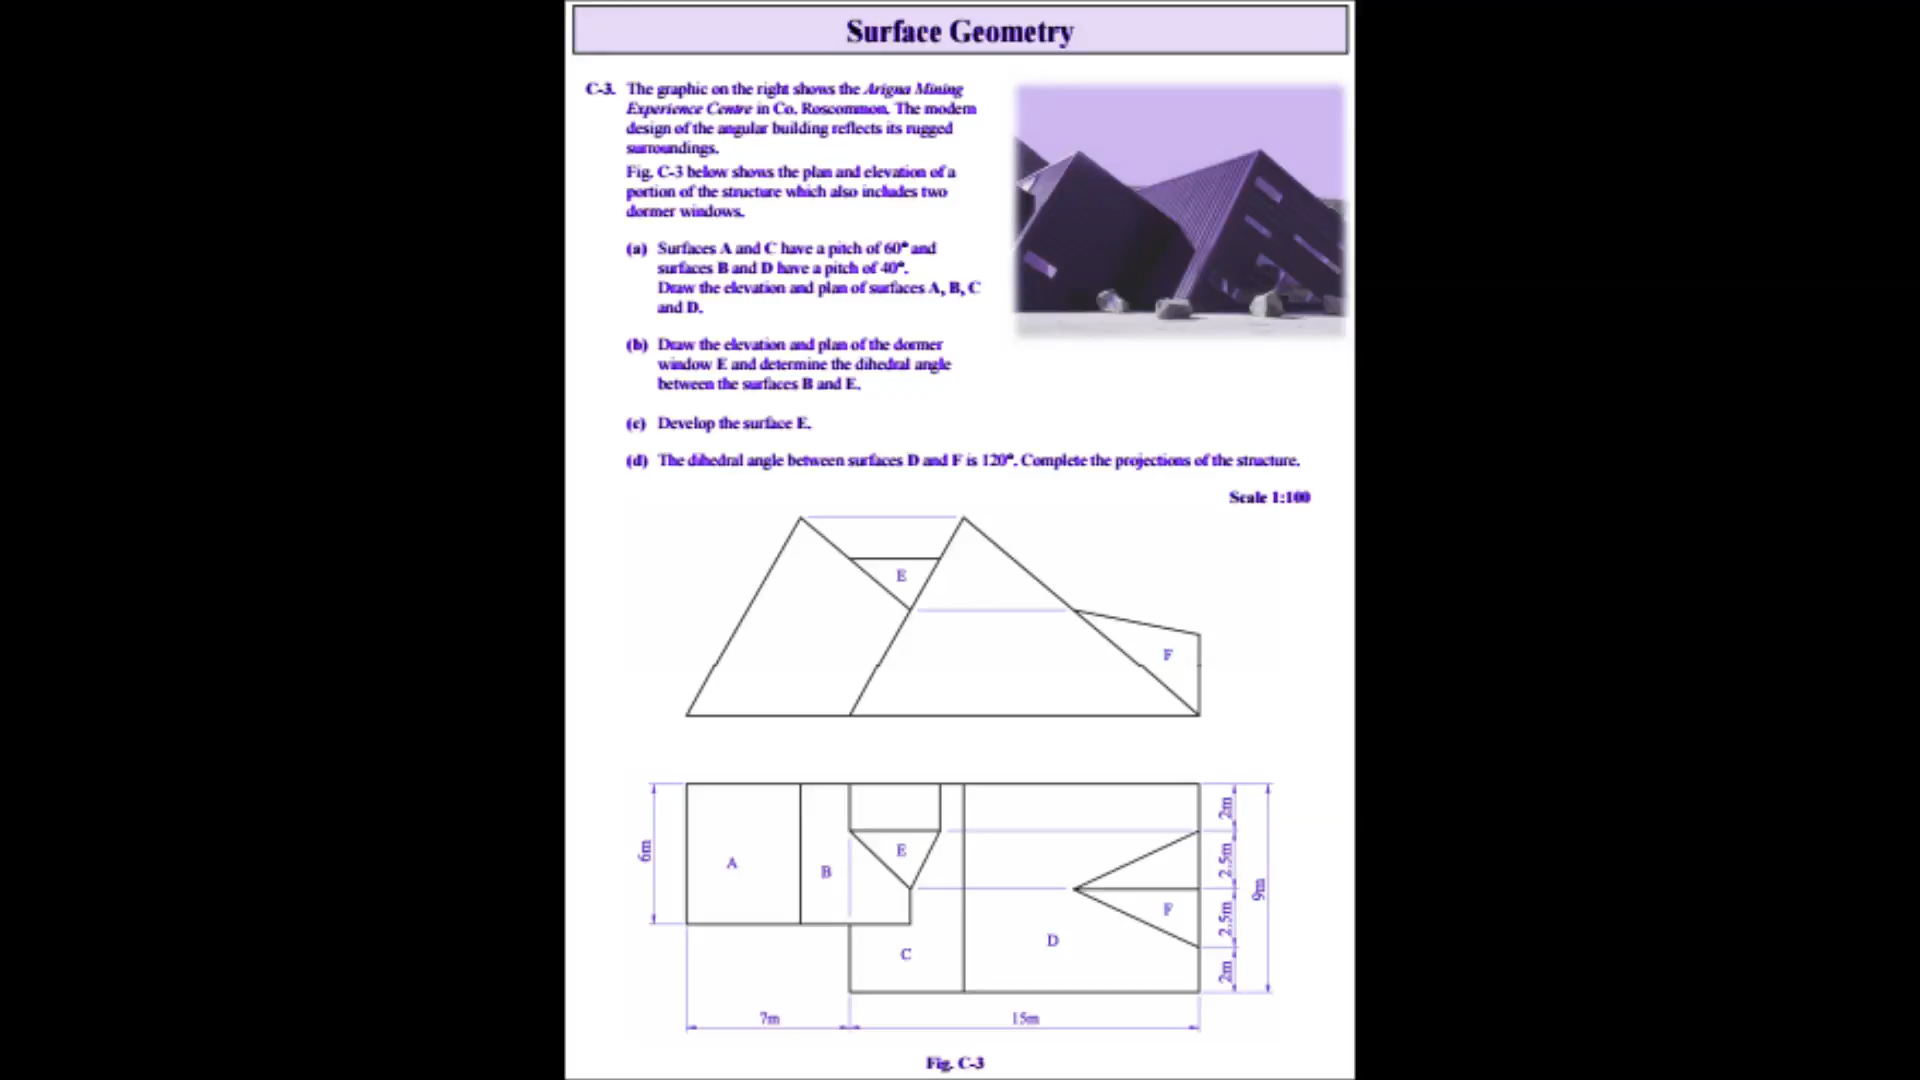 Surface Geometry
C-3. The graphic on the right shows the Arigna Mining
Experience Centre in Co. Roscommon. The modern
design of the angular building reflects its rugged
surroundings.
Fig. C-3 below shows the plan and elevation of a
portion of the structure which also includes two
dormer windows.
(a) Surfaces A and C have a pitch of 60° and
surfaces B and D have a pitch of 40°.
Draw the elevation and plan of surfaces A, B, C
and D.
(b) Draw the elevation and plan of the dormer
window E and determine the dihedral angle
between the surfaces B and E.
(c) Develop the surface E.
(d) The dihedral angle between surfaces D and F is 120°. Complete the projections of the structure.
Scale 1:100
E
F
2m
6m
A
B
E
2.5m
9m
F
2.5m
C
D
2m
7m
15m
Fig. C-3